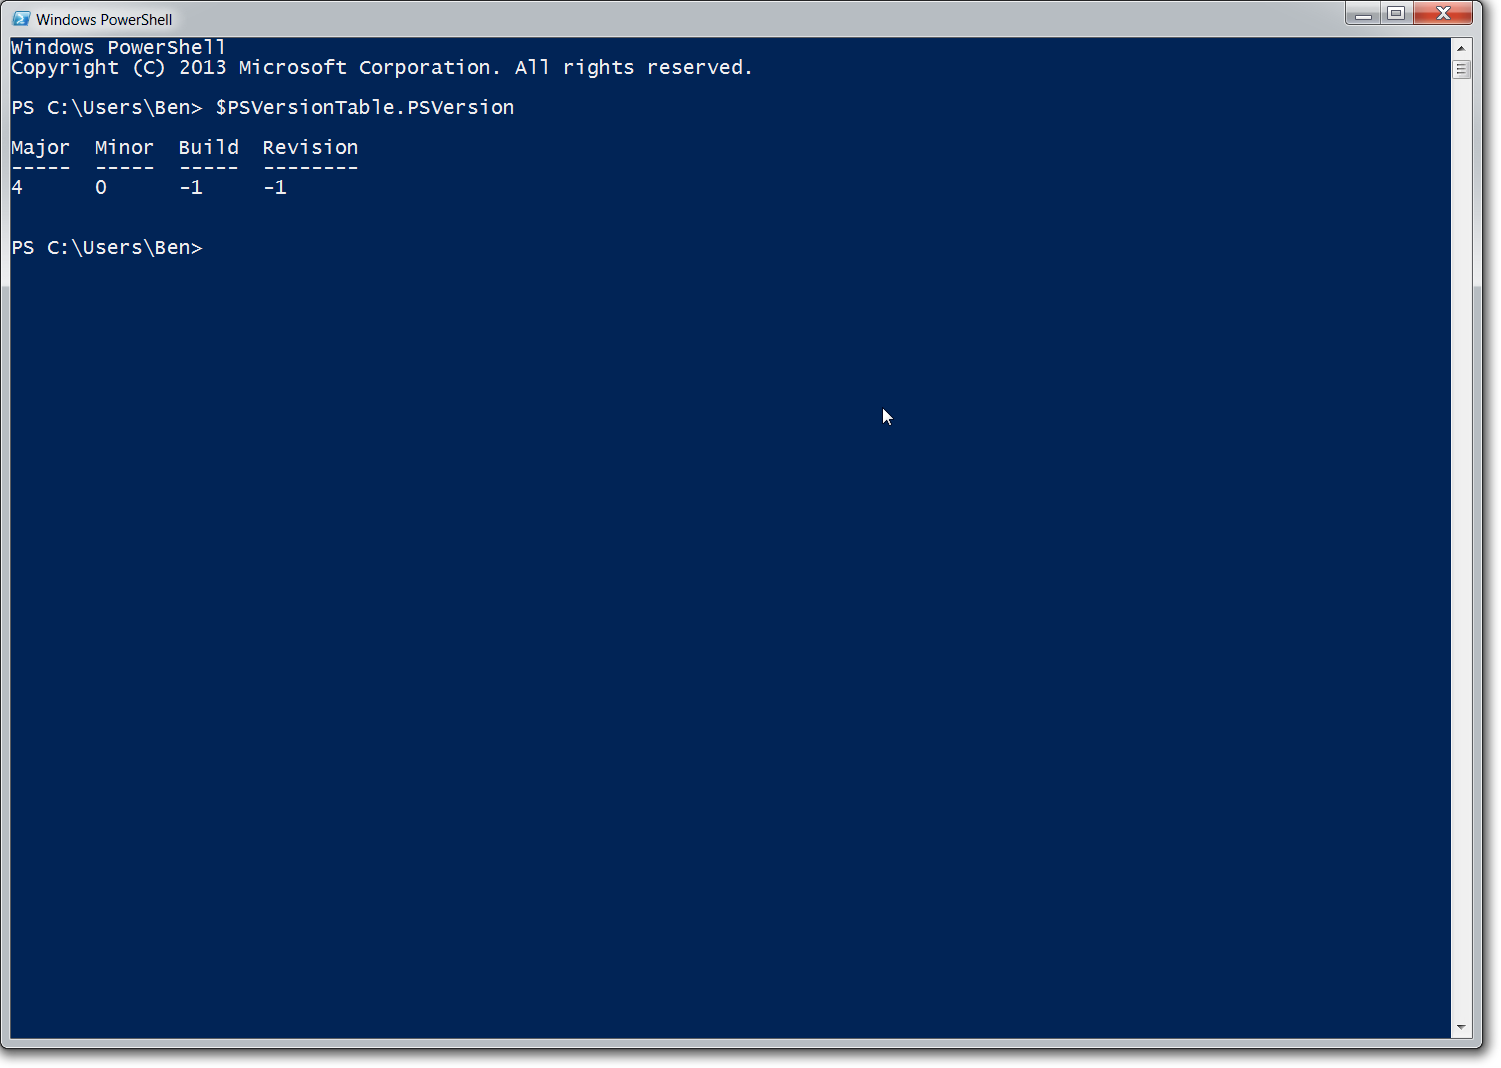 Windows PowerShell
Windows PowerShell
Copyright (C) 2013 Microsoft Corporation. All rights reserved.
PS C:\Users\Ben> $PSVersionTable.PSVersion
Major  Minor  Build  Revision
-----  -----  -----  --------
4      0      -1     -1
PS C:\Users\Ben>